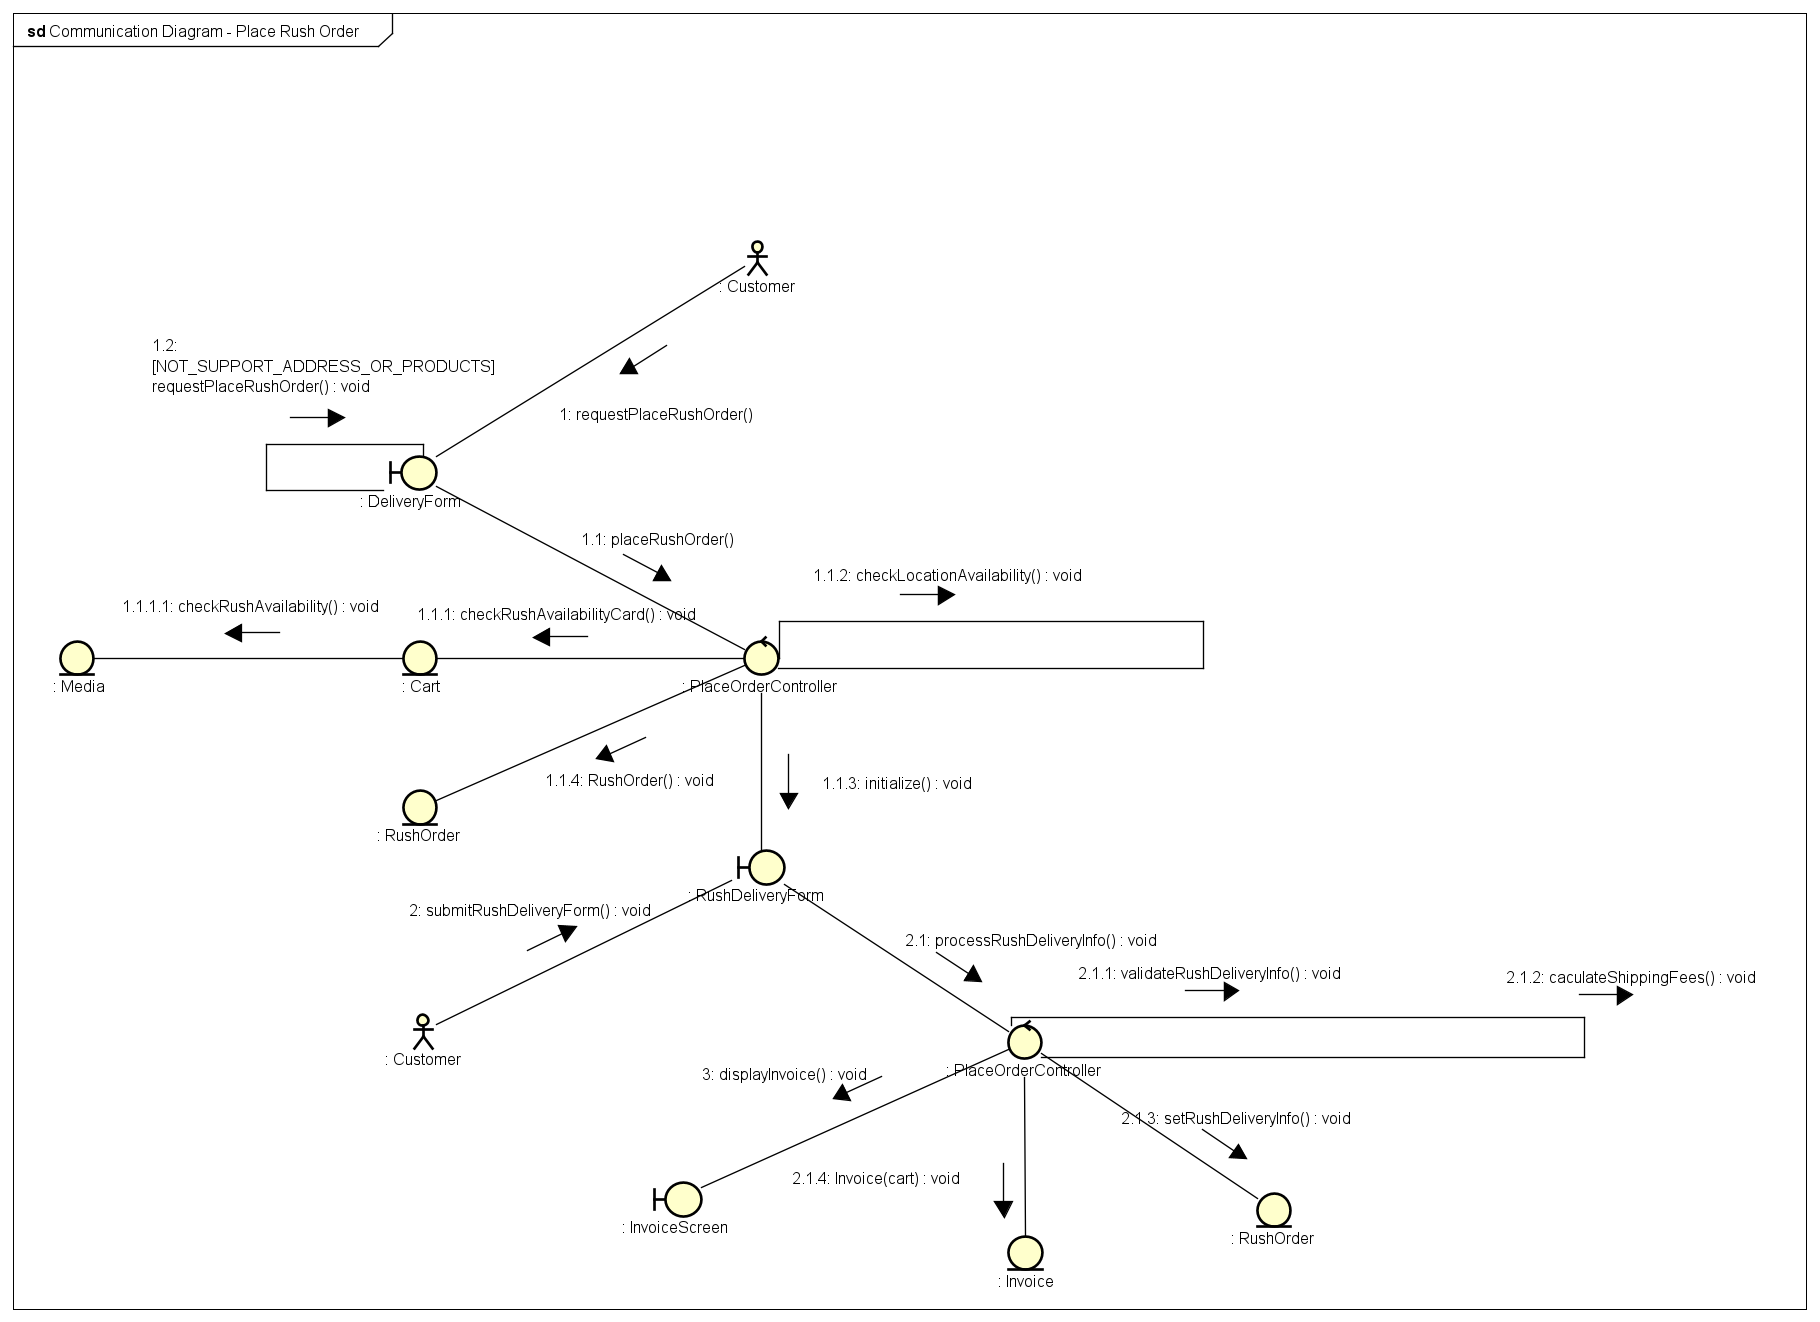 sd Communication Diagram - Place Rush Order
: Customer
1.2:
[NOT_SUPPORT_ADDRESS_OR_PRODUCTS]
requestPlaceRushOrder() : void
1: requestPlaceRushOrder()
: DeliveryForm
1.1: placeRushOrder()
1.1.2: checkLocationAvailability() : void
1.1.1.1: checkRushAvailability() : void
1.1.1: checkRushAvailabilityCard() : void
: Media
: Cart
: PlaceOrderController
1.1.4: RushOrder() : void
1.1.3: initialize() : void
: RushOrder
: RushDeliveryForm
2: submitRushDeliveryForm() : void
2.1: processRushDeliveryInfo() : void
2.1.1: validateRushDeliveryInfo() : void
2.1.2: caculateShippingFees() : void
: Customer
3: displayInvoice() : void
: PlaceOrderController
2.1.3: setRushDeliveryInfo() : void
2.1.4: Invoice(cart) : void
: InvoiceScreen
: RushOrder
: Invoice